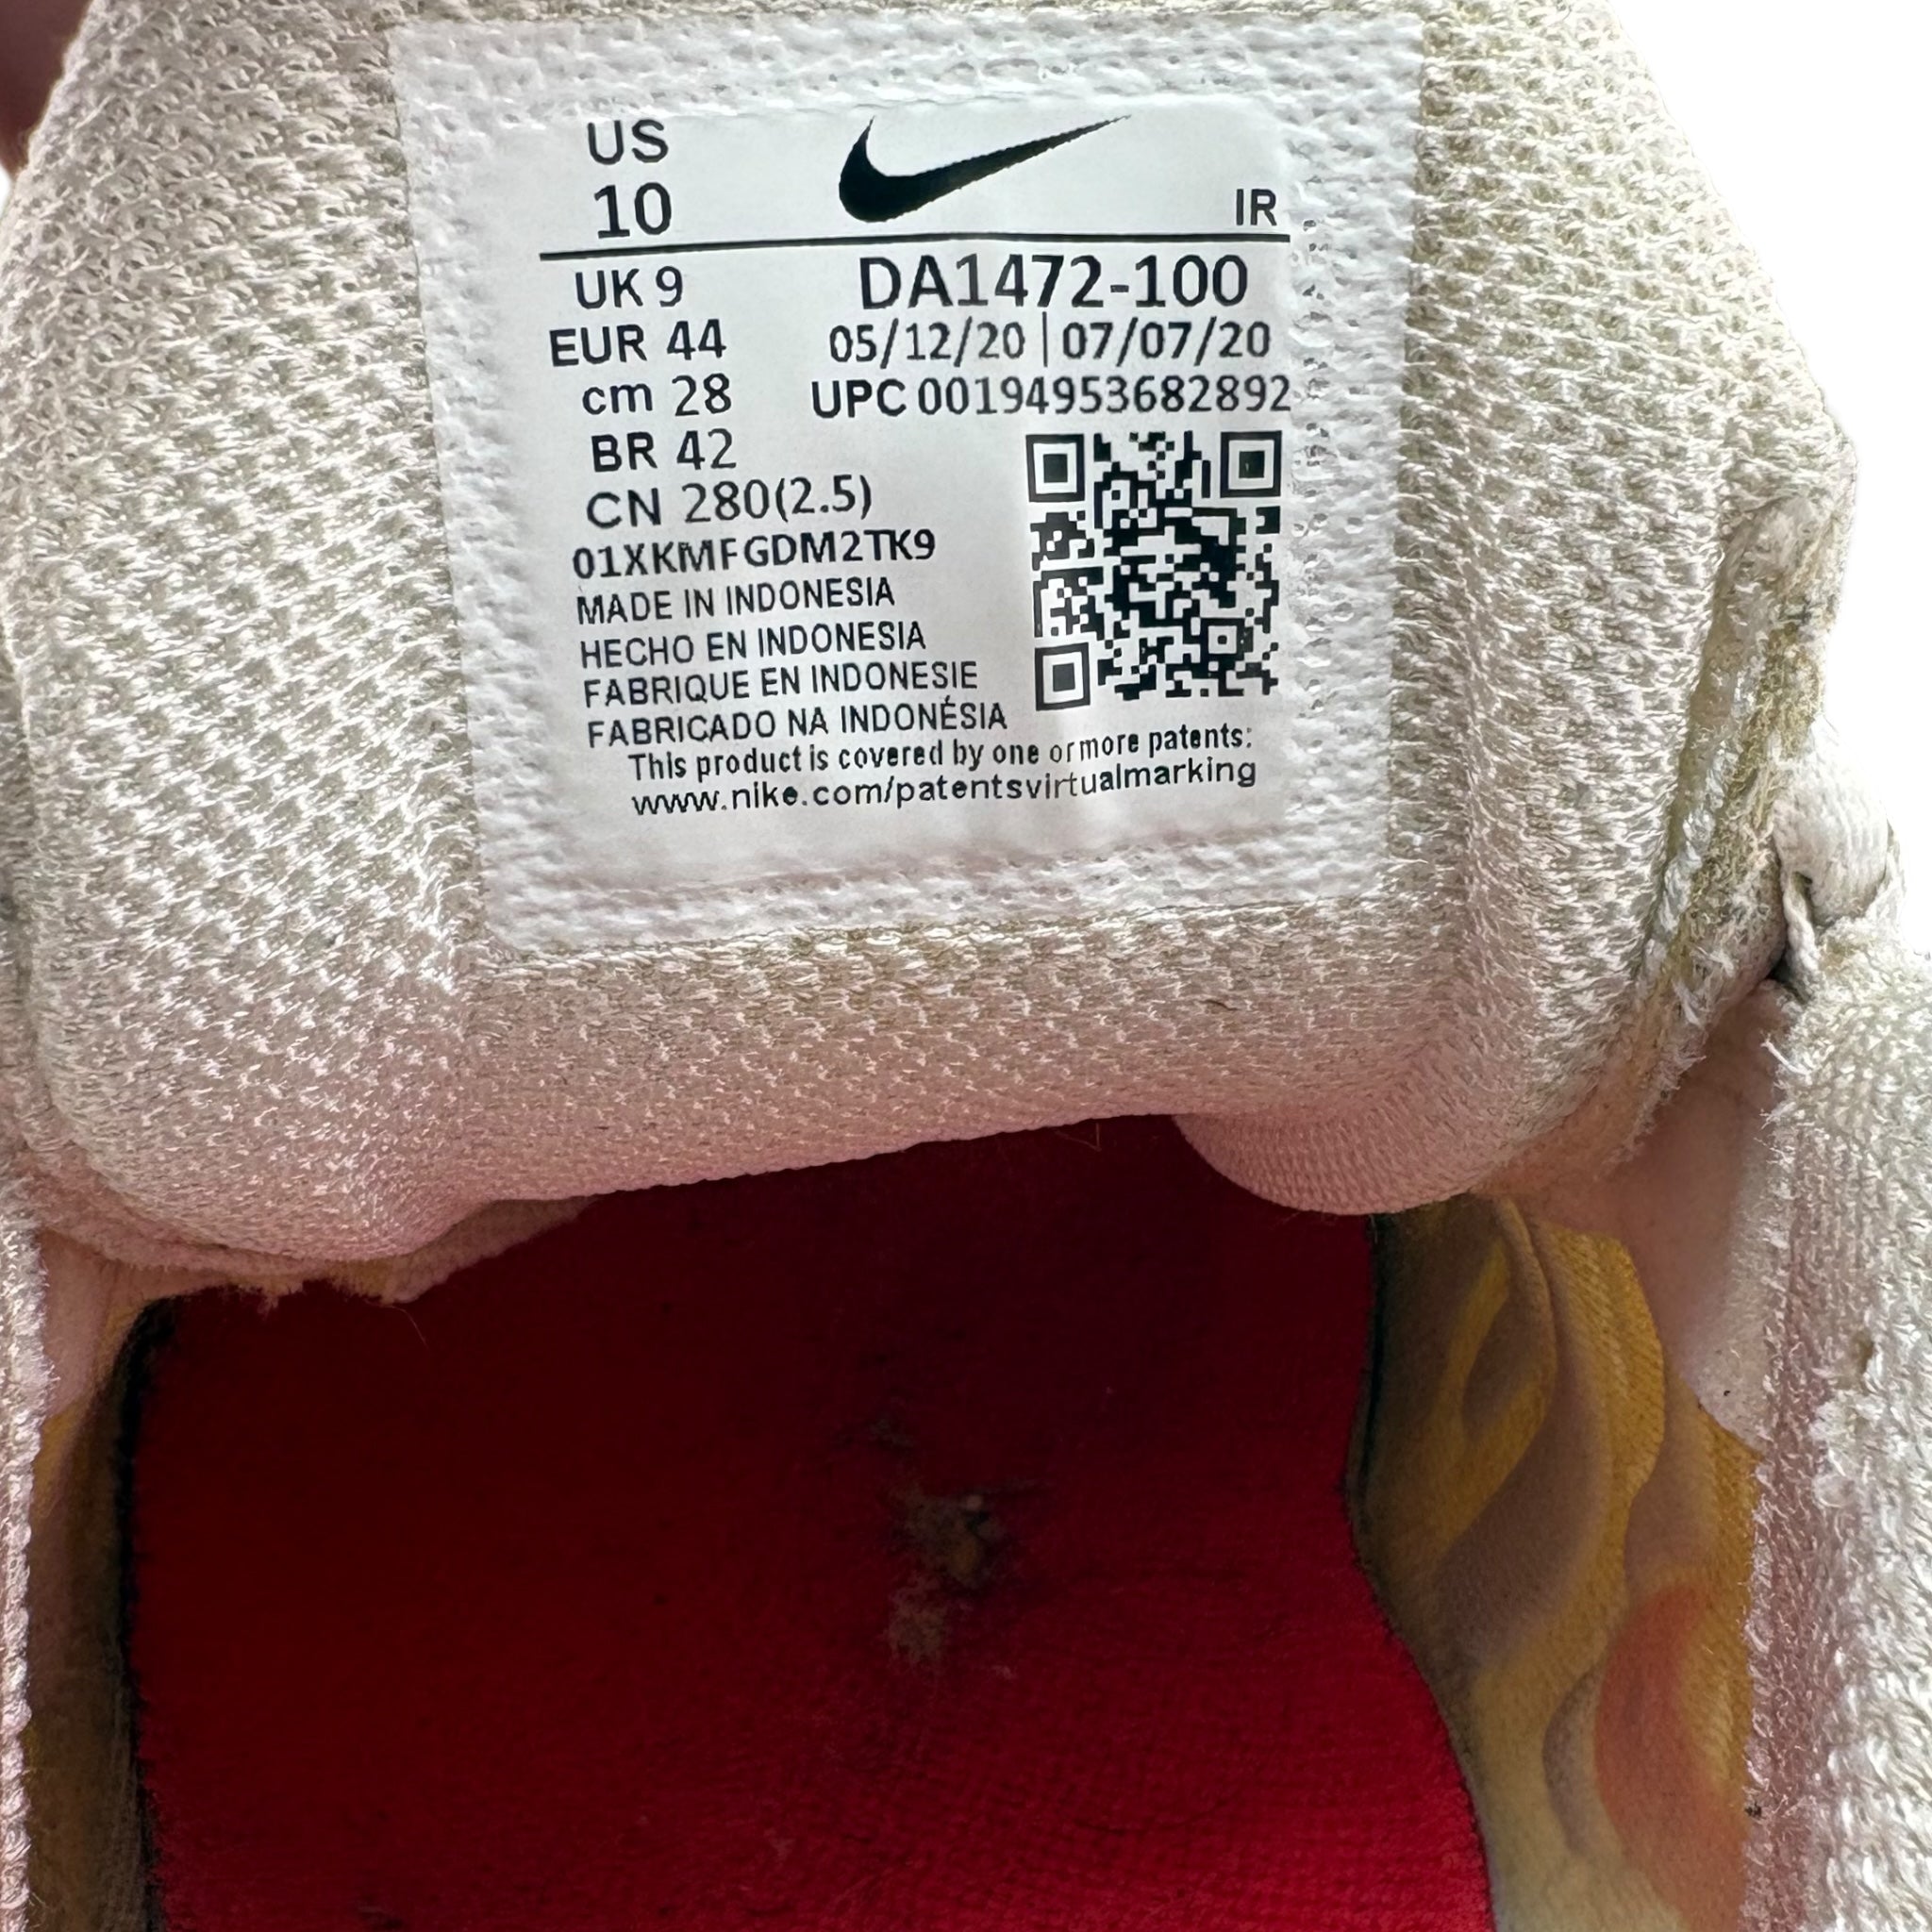 US
10
IR
UK 9
DA1472-100
EUR 44
05/12/20 | 07/07/20
cm 28
UPC 00194953682892
BR 42
CN 280(2.5)
01XKMFGDM2TK9
MADE IN INDONESIA
HECHO EN INDONESIA
FABRIQUE EN INDONESIE
FABRICADO NA INDONÉSIA
This product is covered by one or more patents:
www.nike.com/patentsvirtualmarking